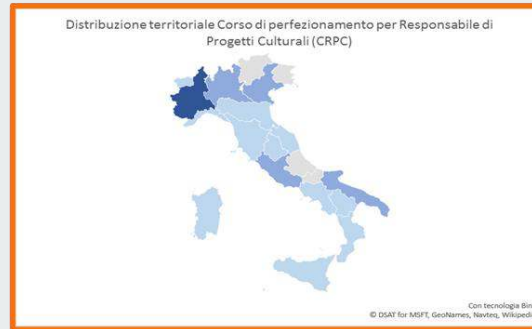 Distribuzione territoriale Corso di perfezionamento per Responsabile di
Progetti Culturali (CRPC)
Con tecnologia Bin
© DSAT for MSFT, GeoNames, Navteq, Wikiped